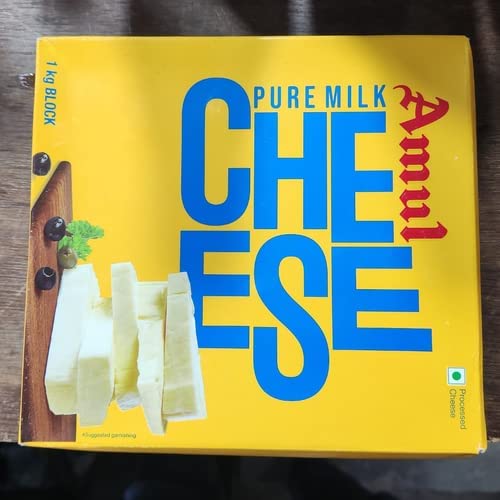 1 kg BLOCK
PURE MILK
CHE
ESE
Amul
Processed
Cheese
#Suggested garnishing